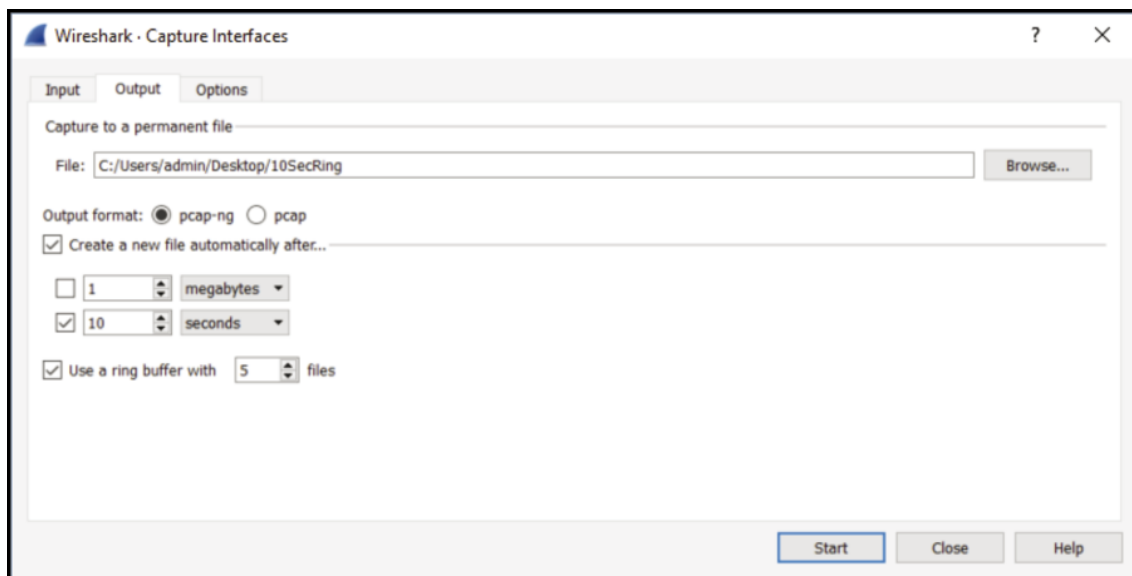 Wireshark · Capture Interfaces ?
Input Output Options
Capture to a permanent file
File: C:/Users/admin/Desktop/10SecRing Browse...
Output format: pcap-ng pcap
Create a new file automatically after...
1 megabytes
10 seconds
Use a ring buffer with 5 files
Start Close Help